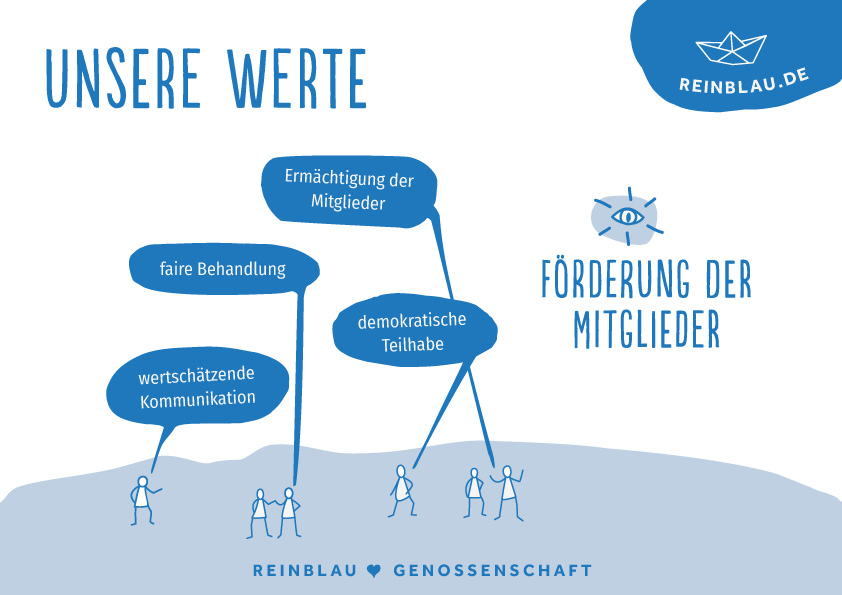 UNSERE WERTE
REINBLAU.DE
Ermächtigung der
Mitglieder
faire Behandlung
demokratische
Teilhabe
wertschätzende
Kommunikation
FÖRDERUNG DER
MITGLIEDER
REINBLAU ♥ GENOSSENSCHAFT